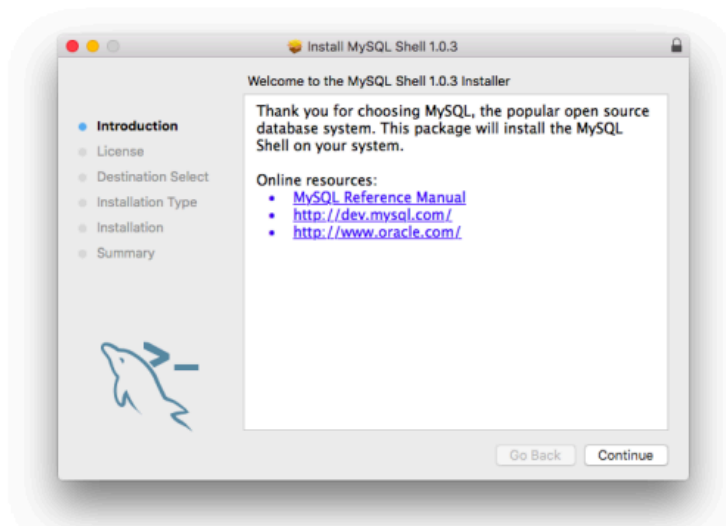 Install MySQL Shell 1.0.3
Welcome to the MySQL Shell 1.0.3 Installer
Introduction
License
Destination Select
Installation Type
Installation
Summary
Thank you for choosing MySQL, the popular open source
database system. This package will install the MySQL
Shell on your system.
Online resources:
• MySQL Reference Manual
• http://dev.mysql.com/
• http://www.oracle.com/
>_
Go Back
Continue